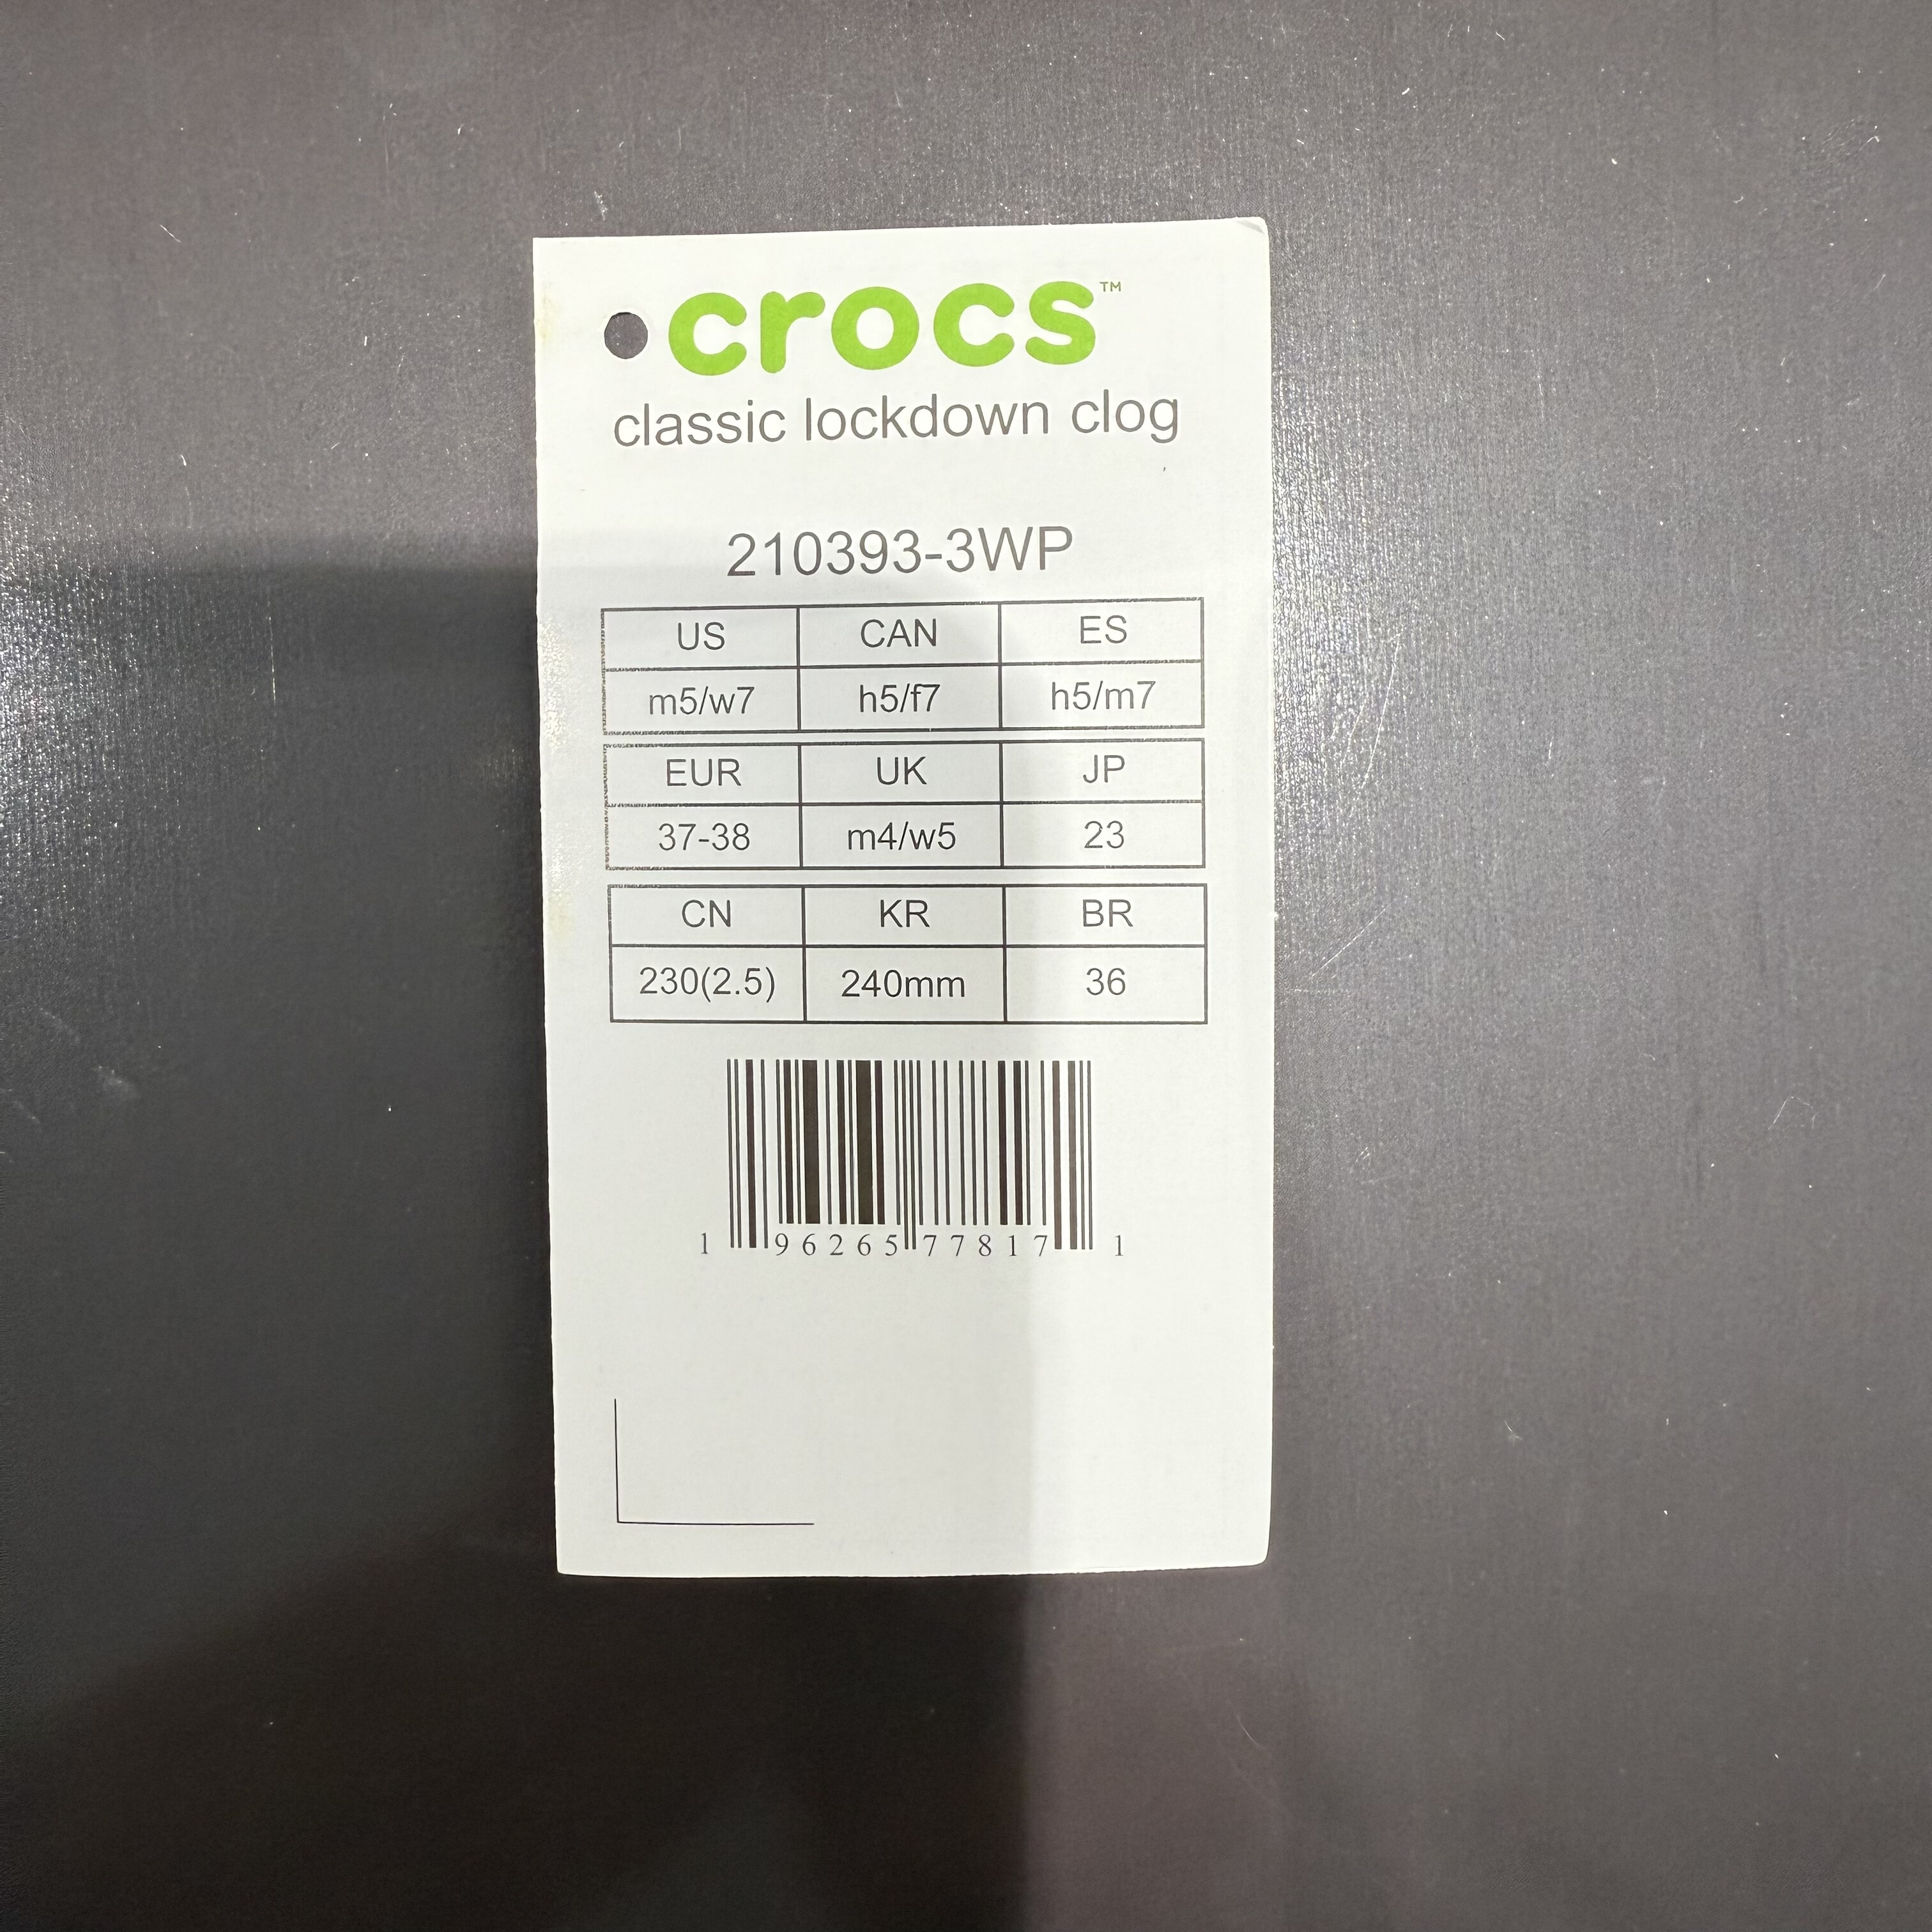 crocs™
classic lockdown clog
210393-3WP
US CAN ES
m5/w7 h5/f7 h5/m7
EUR UK JP
37-38 m4/w5 23
CN KR BR
230(2.5) 240mm 36
1 96265 77817 1